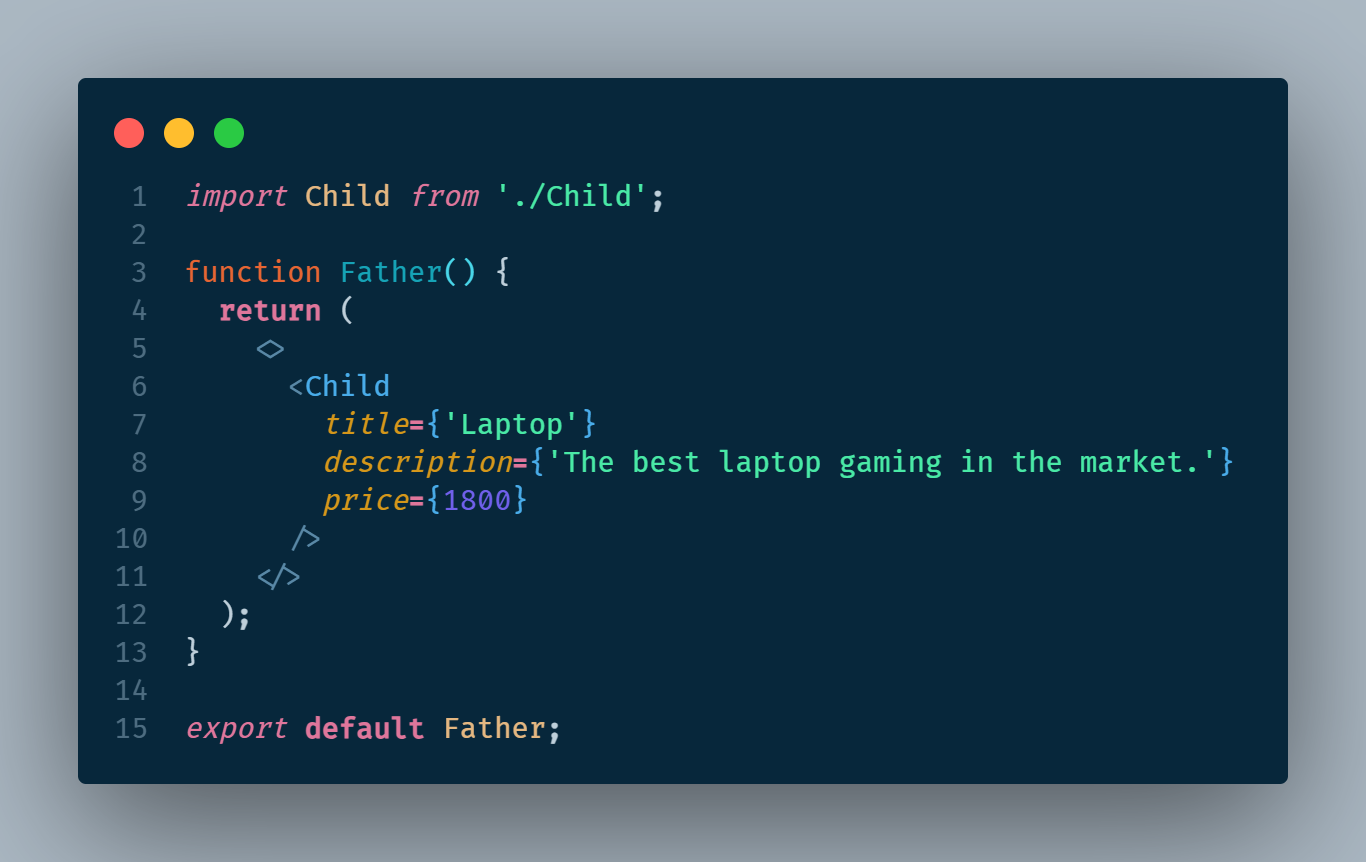 1 import Child from './Child';
2
3 function Father() {
4   return (
5     <>
6       <Child
7         title={'Laptop'}
8         description={'The best laptop gaming in the market.'}
9         price={1800}
10       />
11     </>
12   );
13 }
14
15 export default Father;